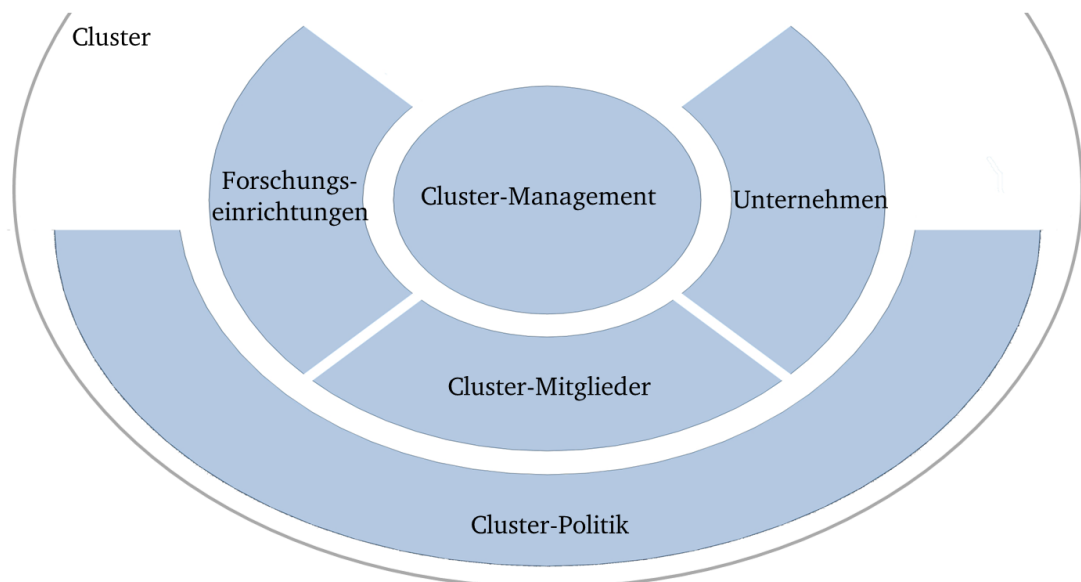 Cluster
Forschungs-
einrichtungen
Cluster-Management
Unternehmen
Cluster-Mitglieder
Cluster-Politik